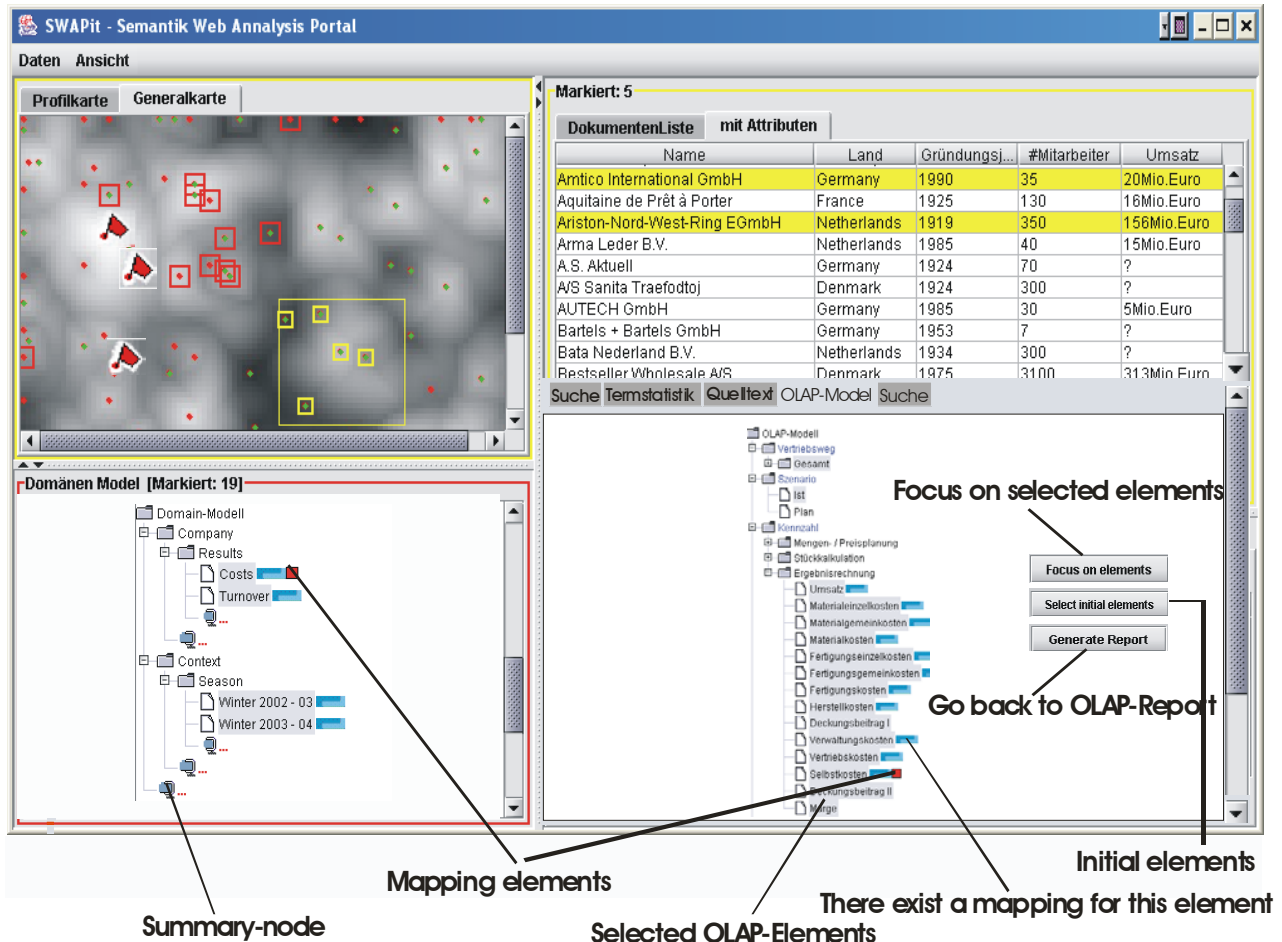 SWAPit - Semantik Web Annalysis Portal
Daten Ansicht
Profilkarte Generalkarte
Markiert: 5
DokumentenListe mit Attributen
Name Land Gründungsj... #Mitarbeiter Umsatz
Amtico International GmbH Germany 1990 35 20Mio.Euro
Aquitaine de Prêt à Porter France 1925 130 16Mio.Euro
Ariston-Nord-West-Ring EGmbH Netherlands 1919 350 156Mio.Euro
Arma Leder B.V. Netherlands 1985 40 15Mio.Euro
A.S. Aktuell Germany 1924 70 ?
A/S Sanita Traefodtoj Denmark 1924 300 ?
AUTECH GmbH Germany 1985 30 5Mio.Euro
Bartels + Bartels GmbH Germany 1953 7 ?
Bata Nederland B.V. Netherlands 1934 300 ?
Bestseller Wholesale A/S Denmark 1975 3100 313Mio.Euro
Suche Termstatistik Quelltext OLAP-Model Suche
OLAP-Modell
Vertriebsweg
Gesamt
Szenario
Ist
Plan
Kennzahl
Mengen- / Preisplanung
Stückkalkulation
Ergebnisrechnung
Umsatz
Materialeinzelkosten
Materialgemeinkosten
Materialkosten
Fertigungseinzelkosten
Fertigungsgemeinkosten
Fertigungskosten
Herstellkosten
Deckungsbeitrag I
Verwaltungskosten
Vertriebskosten
Selbstkosten
Deckungsbeitrag II
Marge
Focus on selected elements
Focus on elements
Select initial elements
Generate Report
Go back to OLAP-Report
Domänen Model [Markiert: 19]
Domain-Modell
Company
Results
Costs
Turnover
...
...
Context
Season
Winter 2002 - 03
Winter 2003 - 04
...
...
...
Mapping elements
Initial elements
There exist a mapping for this element
Summary-node
Selected OLAP-Elements